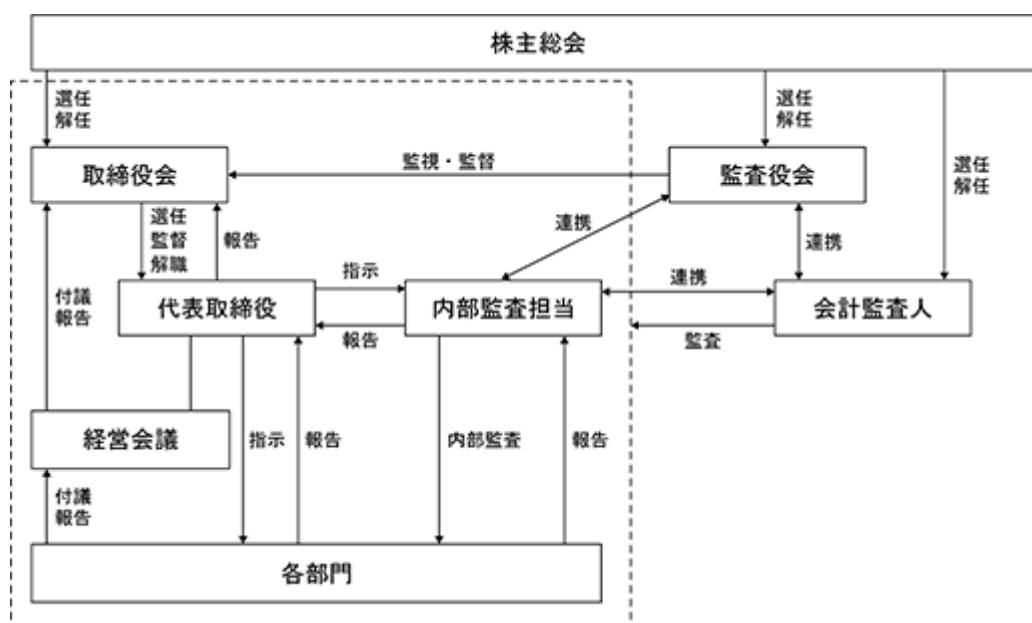 株主総会
選任
解任
選任
解任
選任
解任
取締役会
監視・監督
監査役会
選任
監督
解職
報告
連携
連携
付議
報告
指示
連携
代表取締役
内部監査担当
会計監査人
報告
監査
経営会議
指示
報告
内部監査
報告
付議
報告
各部門